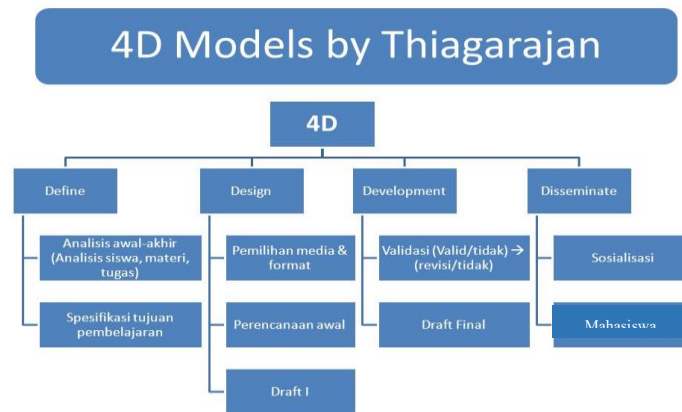 4D Models by Thiagarajan
4D
Define
Design
Development
Disseminate
Analisis awal-akhir
(Analisis siswa, materi,
tugas)
Pemilihan media &
format
Validasi (Valid/tidak) →
(revisi/tidak)
Sosialisasi
Spesifikasi tujuan
pembelajaran
Perencanaan awal
Draft Final
Mahasiswa
Draft I